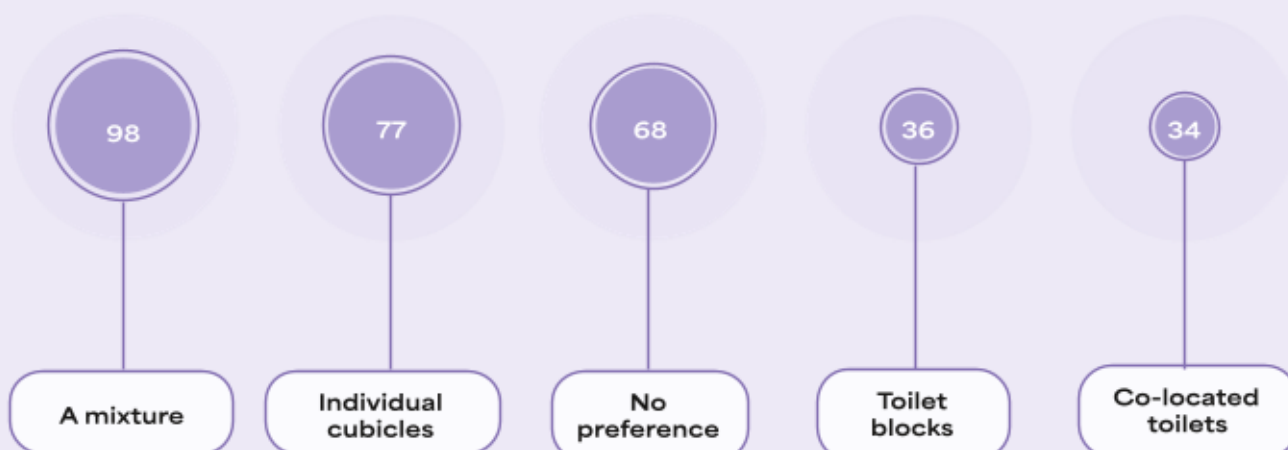 98
77
68
36
34
A mixture
Individual
cubicles
No
preference
Toilet
blocks
Co-located
toilets